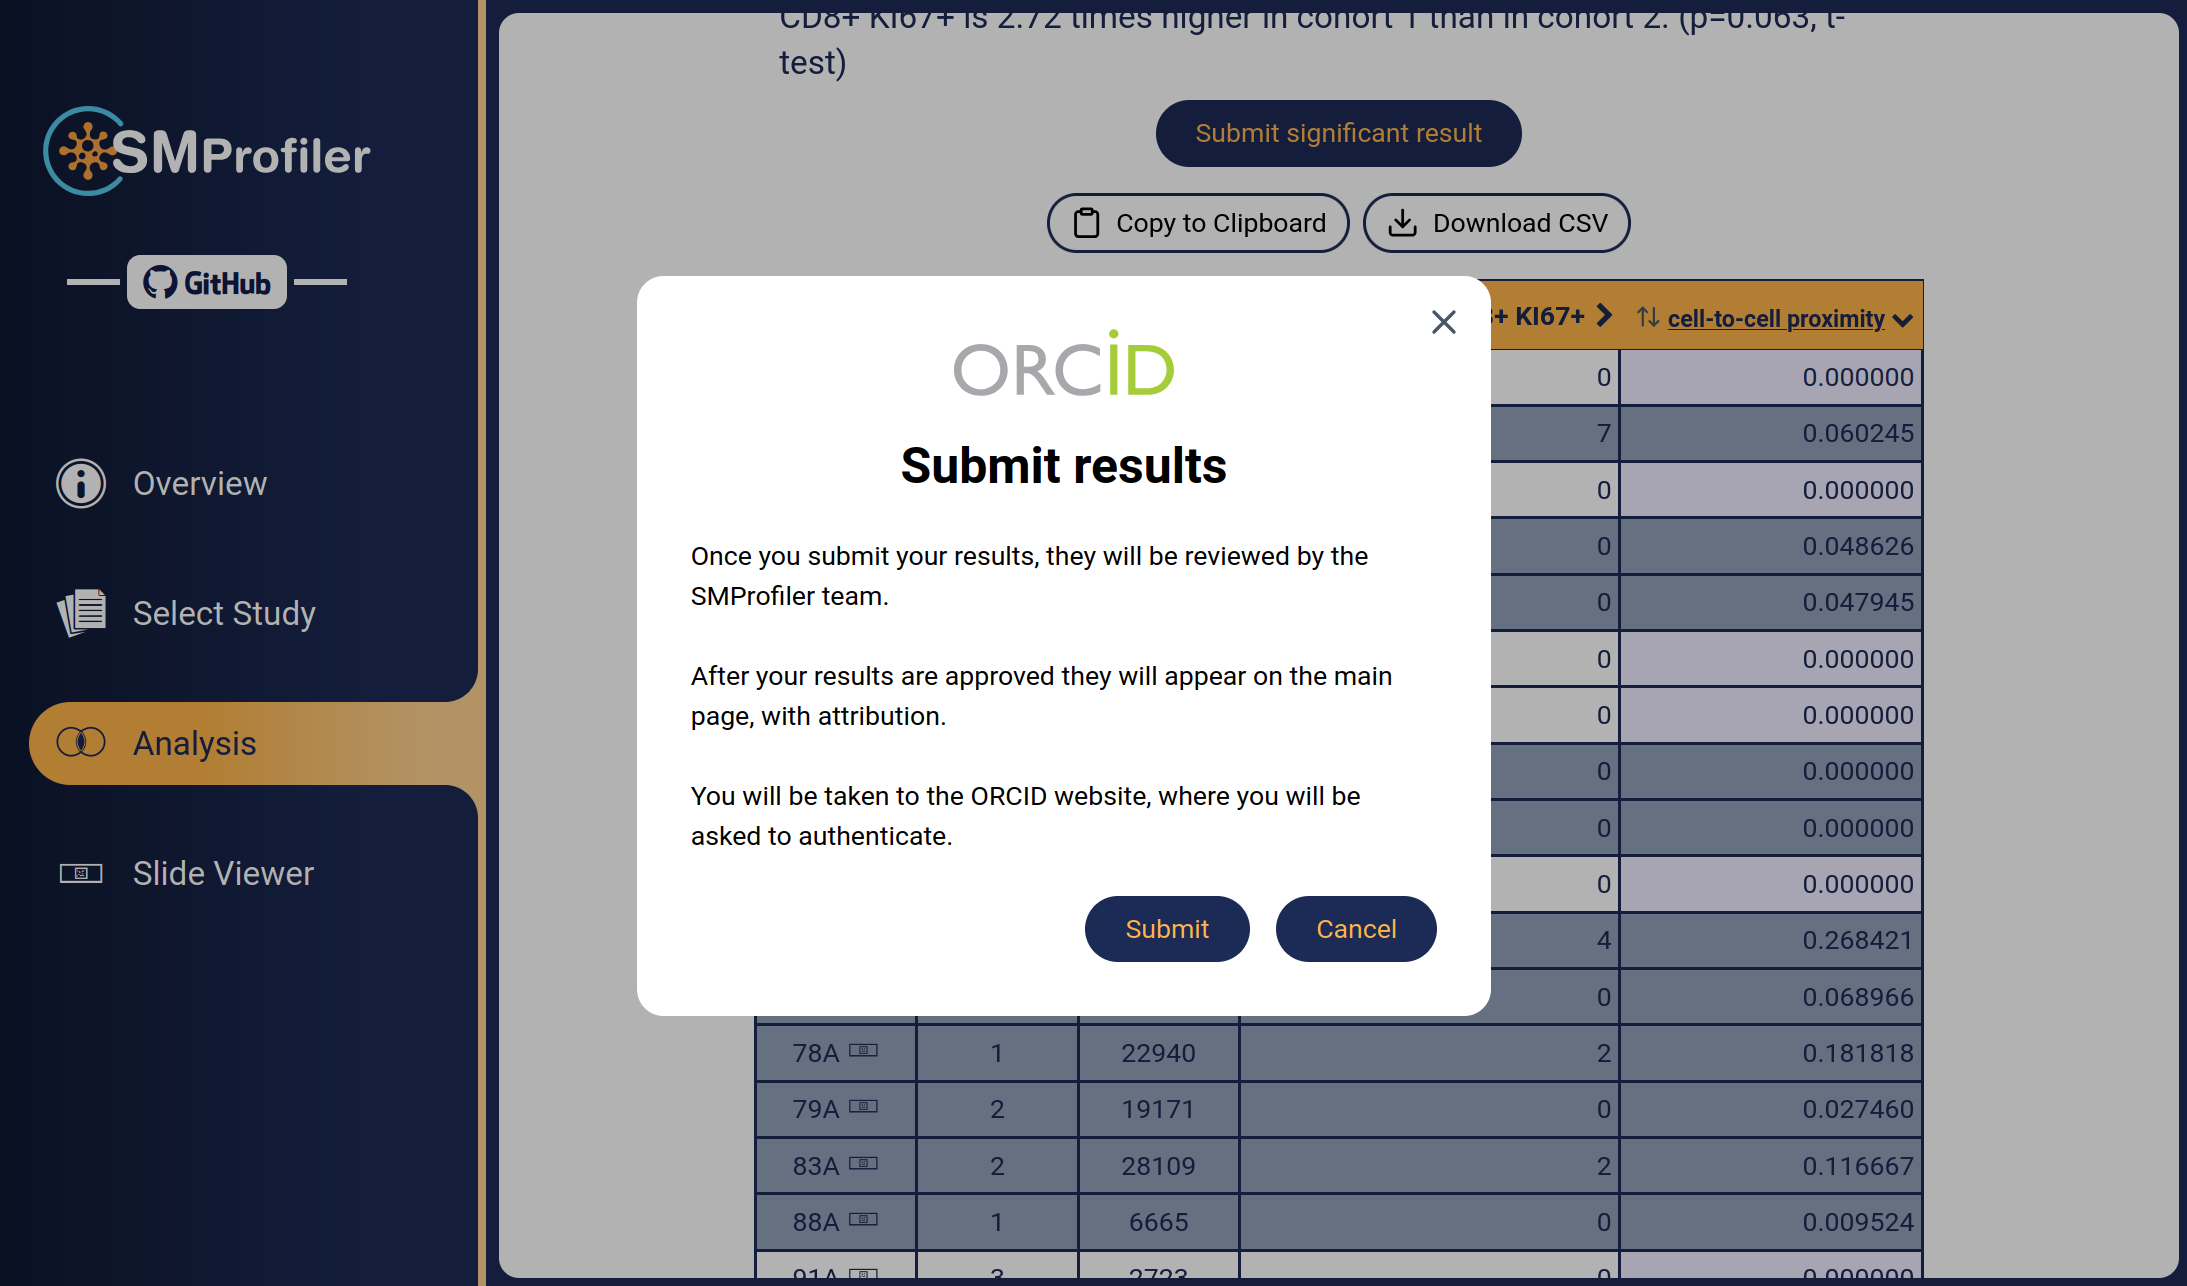 SMProfiler
GitHub
Overview
Select Study
Analysis
Slide Viewer
CD8+ KI67+ is 2.72 times higher in cohort 1 than in cohort 2. (p=0.063, t-
test)
Submit significant result
Copy to Clipboard
Download CSV
+ KI67+ cell-to-cell proximity
0 0.000000
7 0.060245
0 0.000000
0 0.048626
0 0.047945
0 0.000000
0 0.000000
0 0.000000
0 0.000000
0 0.000000
4 0.268421
0 0.068966
78A 1 22940 2 0.181818
79A 2 19171 0 0.027460
83A 2 28109 2 0.116667
88A 1 6665 0 0.009524
91A 3 2723 0 0.000000
ORCID
Submit results
Once you submit your results, they will be reviewed by the
SMProfiler team.
After your results are approved they will appear on the main
page, with attribution.
You will be taken to the ORCID website, where you will be
asked to authenticate.
Submit
Cancel